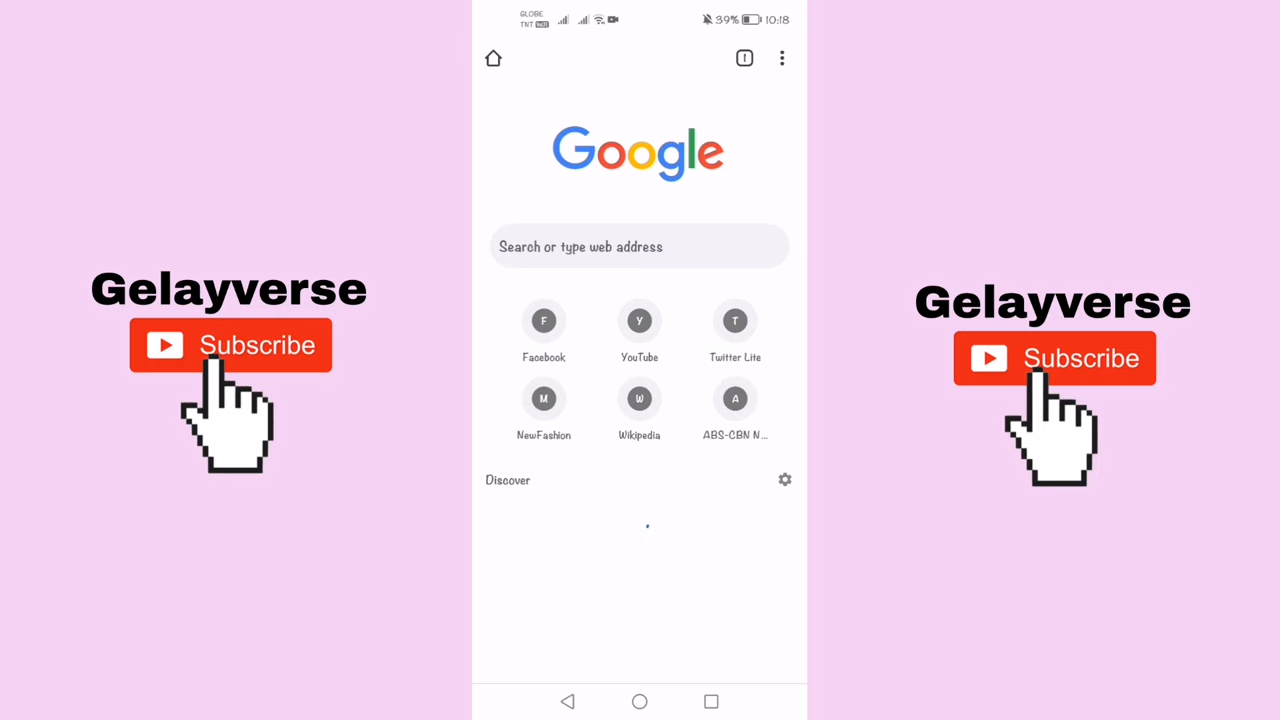 GLOBE
TNT
39% 10:18
1
Google
Search or type web address
F
Y
T
Facebook
YouTube
Twitter Lite
M
W
A
NewFashion
Wikipedia
ABS-CBN N...
Discover
Gelayverse
Subscribe
Gelayverse
Subscribe